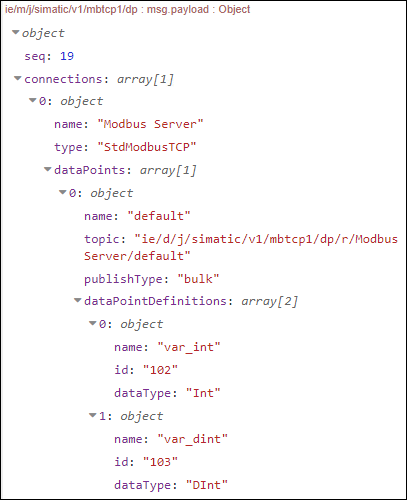 ie/m/j/simatic/v1/mbtcp1/dp : msg.payload : Object
object
seq: 19
connections: array[1]
0: object
name: "Modbus Server"
type: "StdModbusTCP"
dataPoints: array[1]
0: object
name: "default"
topic: "ie/d/j/simatic/v1/mbtcp1/dp/r/Modbus
Server/default"
publishType: "bulk"
dataPointDefinitions: array[2]
0: object
name: "var_int"
id: "102"
dataType: "Int"
1: object
name: "var_dint"
id: "103"
dataType: "DInt"